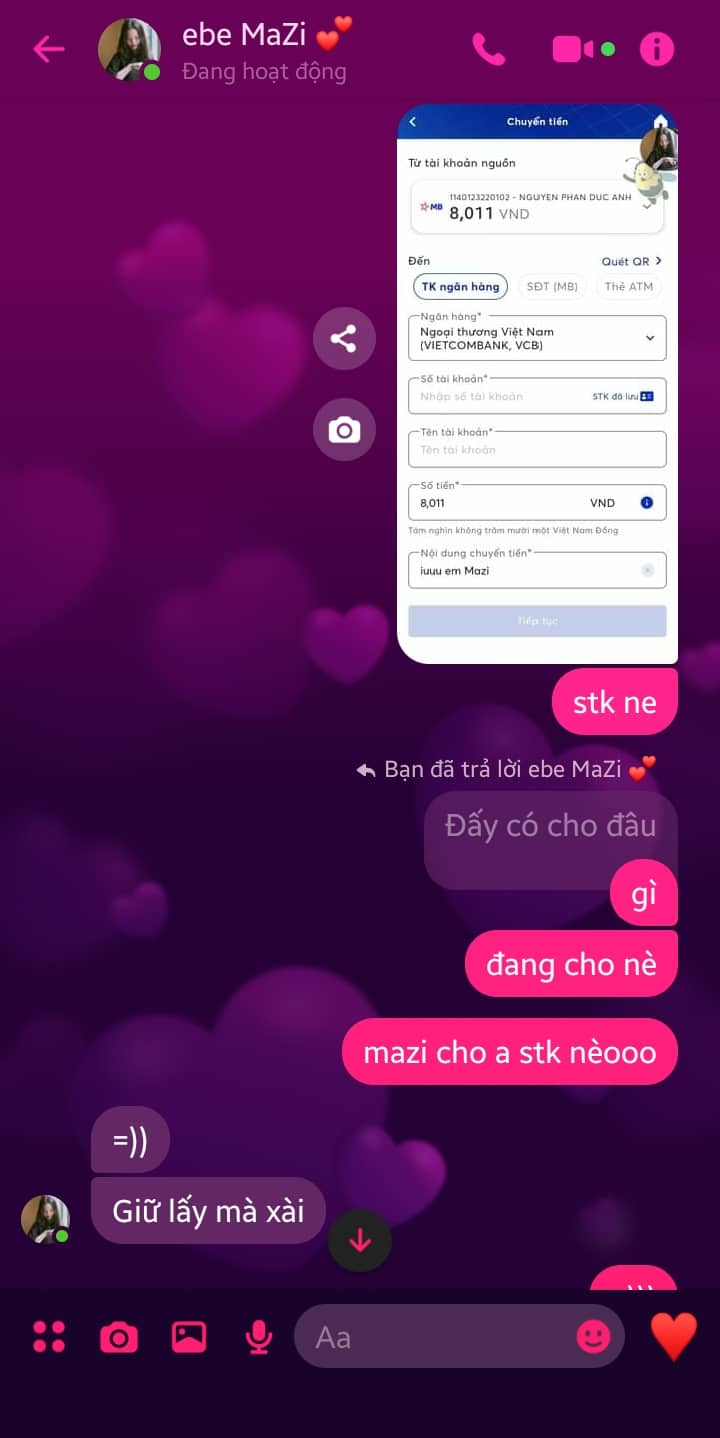 ebe MaZi 💕
Đang hoạt động
Chuyển tiền
Từ tài khoản nguồn
1140123220102 - NGUYEN PHAN DUC ANH
MB
8,011 VND
Đến
Quét QR
TK ngân hàng
SĐT (MB)
Thẻ ATM
Ngân hàng*
Ngoại thương Việt Nam
(VIETCOMBANK, VCB)
Số tài khoản*
Nhập số tài khoản
STK đã lưu
Tên tài khoản*
Tên tài khoản
Số tiền*
8,011 VND
Tám nghìn không trăm mười một Việt Nam Đồng
Nội dung chuyển tiền*
iuuu em Mazi
Tiếp tục
stk ne
Bạn đã trả lời ebe MaZi 💕
Đấy có cho đâu
gì
đang cho nè
mazi cho a stk nèooo
=))
Giữ lấy mà xài
Aa